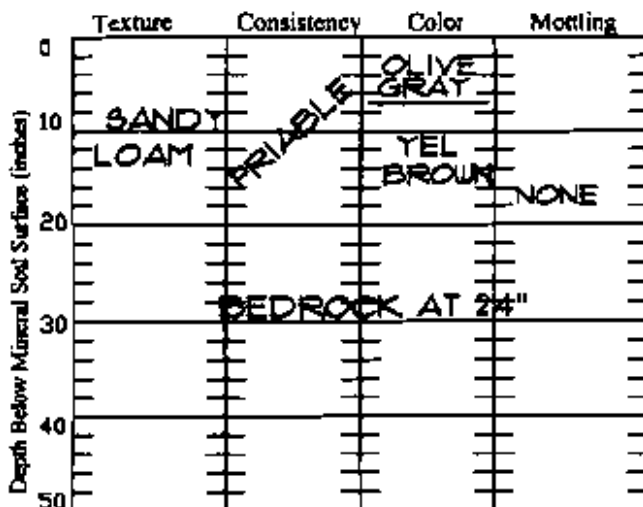 Texture Consistency Color Mottling
Depth Below Mineral Soil Surface (inches)
0
10
20
30
40
50
SANDY
LOAM
FRIABLE
OLIVE
GRAY
YEL
BROWN
NONE
BEDROCK AT 24"